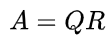 A = QR